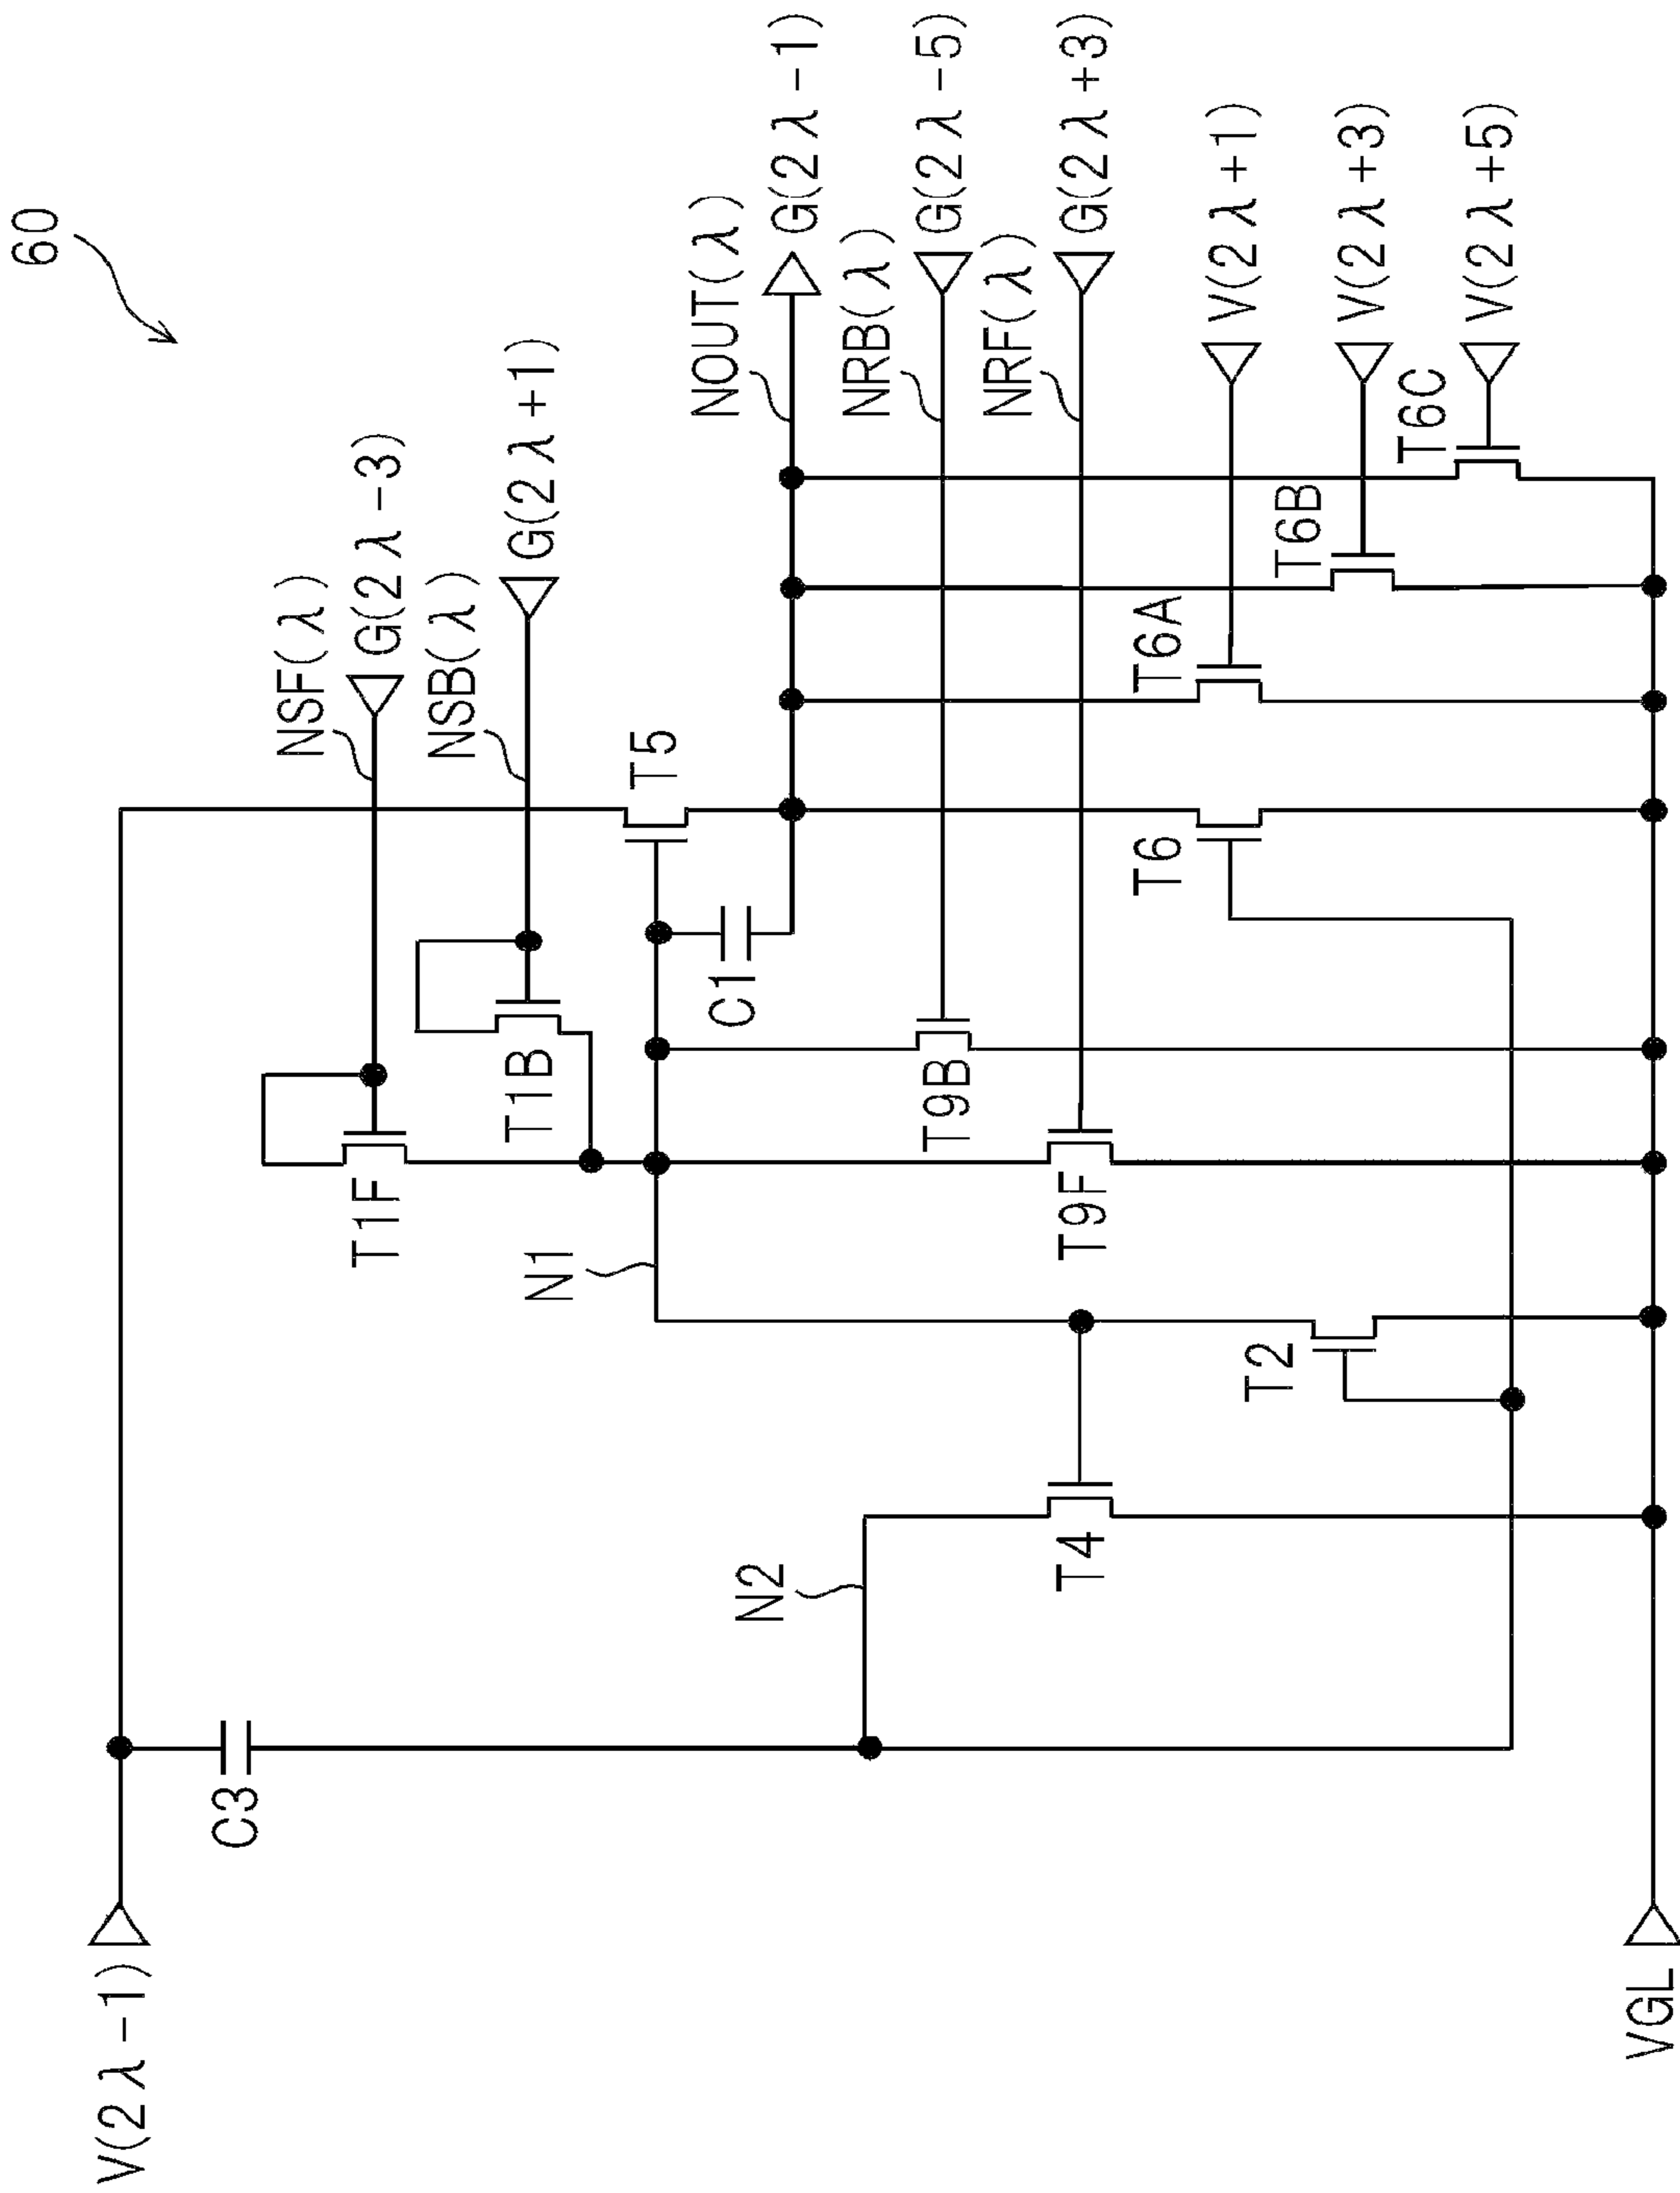 60
V(2λ-1)
C3
N2
T4
T2
N1
T1F
NSF(λ)
G(2λ-3)
T1B
NSB(λ)
G(2λ+1)
T5
C1
T9B
T9F
NOUT(λ)
G(2λ-1)
NRB(λ)
G(2λ-5)
NRF(λ)
G(2λ+3)
T6
T6A
V(2λ+1)
T6B
V(2λ+3)
T6C
V(2λ+5)
VGL